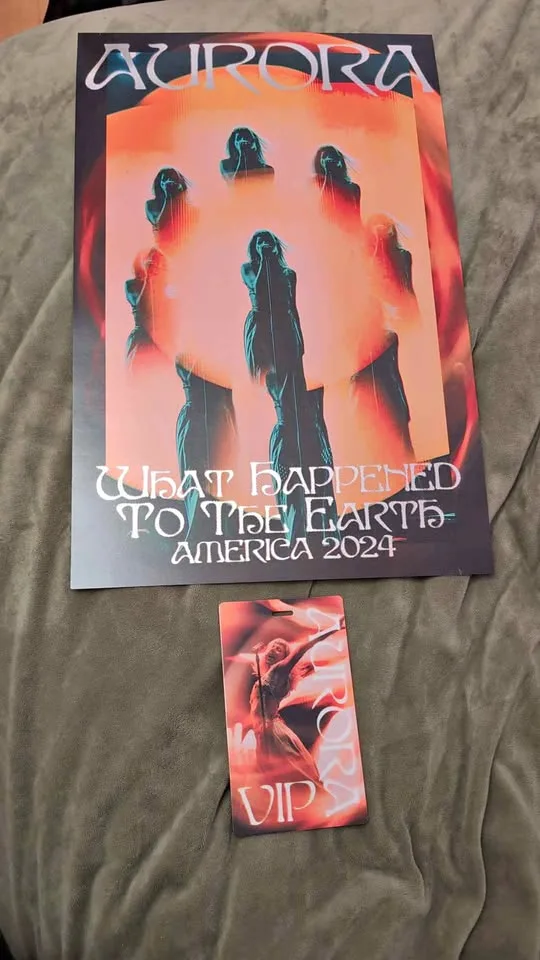 AURORA
WHAT HAPPENED
TO THE EARTH
AMERICA 2024
AURORA
VIP